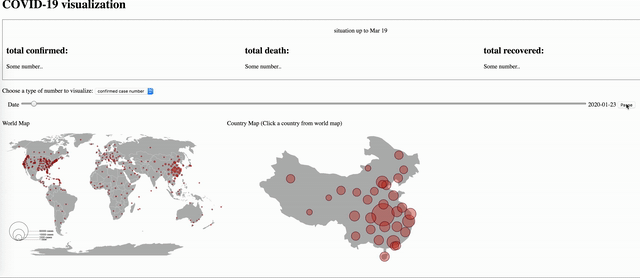 COVID-19 visualization
situation up to Mar 19
total confirmed: total death: total recovered:
Some number.. Some number.. Some number..
Choose a type of number to visualize: confirmed case number
Date 2020-01-23 Pause
World Map Country Map (Click a country from world map)